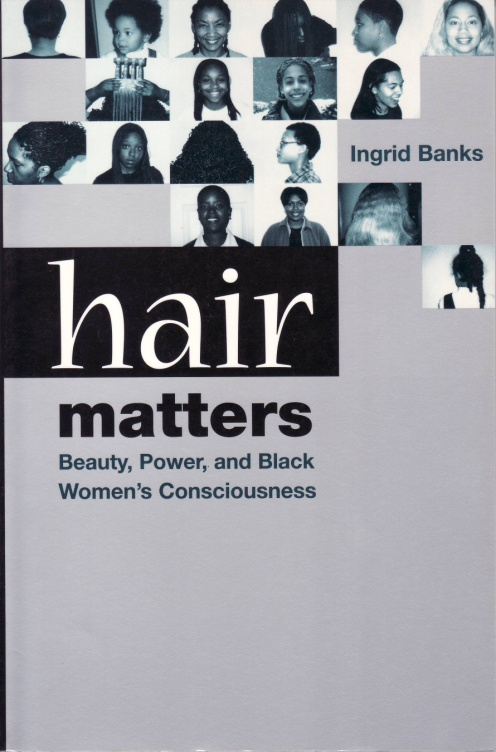 Ingrid Banks
hair
matters
Beauty, Power, and Black
Women's Consciousness